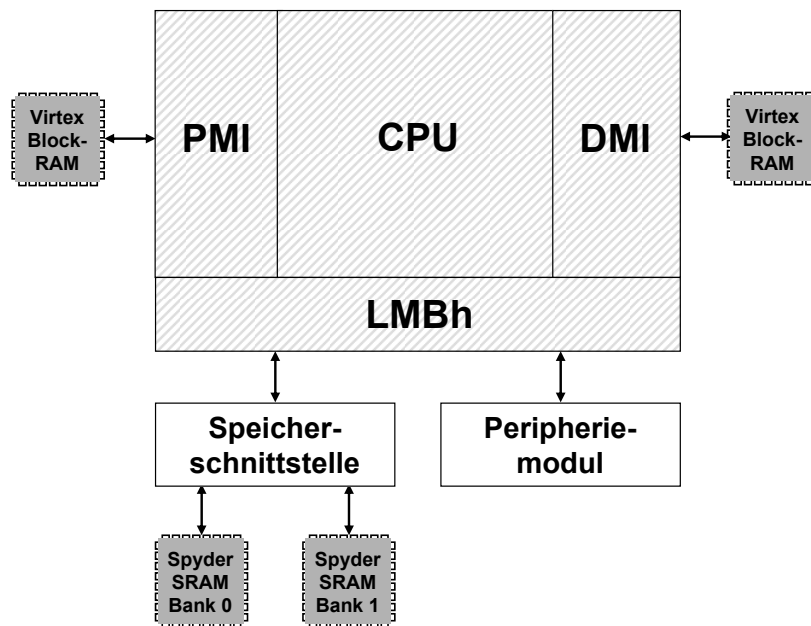 Virtex
Block-
RAM
PMI
CPU
DMI
Virtex
Block-
RAM
LMBh
Speicher-
schnittstelle
Peripherie-
modul
Spyder
SRAM
Bank 0
Spyder
SRAM
Bank 1